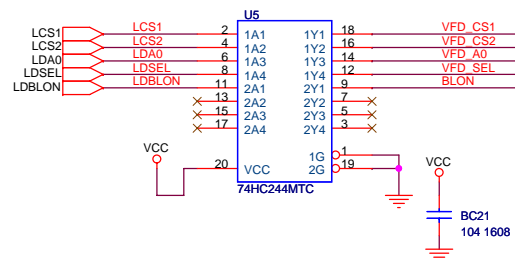 U5
LCS1 LCS1 2 1A1 1Y1 18 VFD_CS1
LCS2 LCS2 4 1A2 1Y2 16 VFD_CS2
LDA0 LDA0 6 1A3 1Y3 14 VFD_A0
LDSEL LDSEL 8 1A4 1Y4 12 VFD_SEL
LDBLON LDBLON 11 2A1 2Y1 9 BLON
13 2A2 2Y2 7
15 2A3 2Y3 5
17 2A4 2Y4 3
VCC 1G 1
20 VCC 2G 19 VCC
74HC244MTC
BC21
104 1608